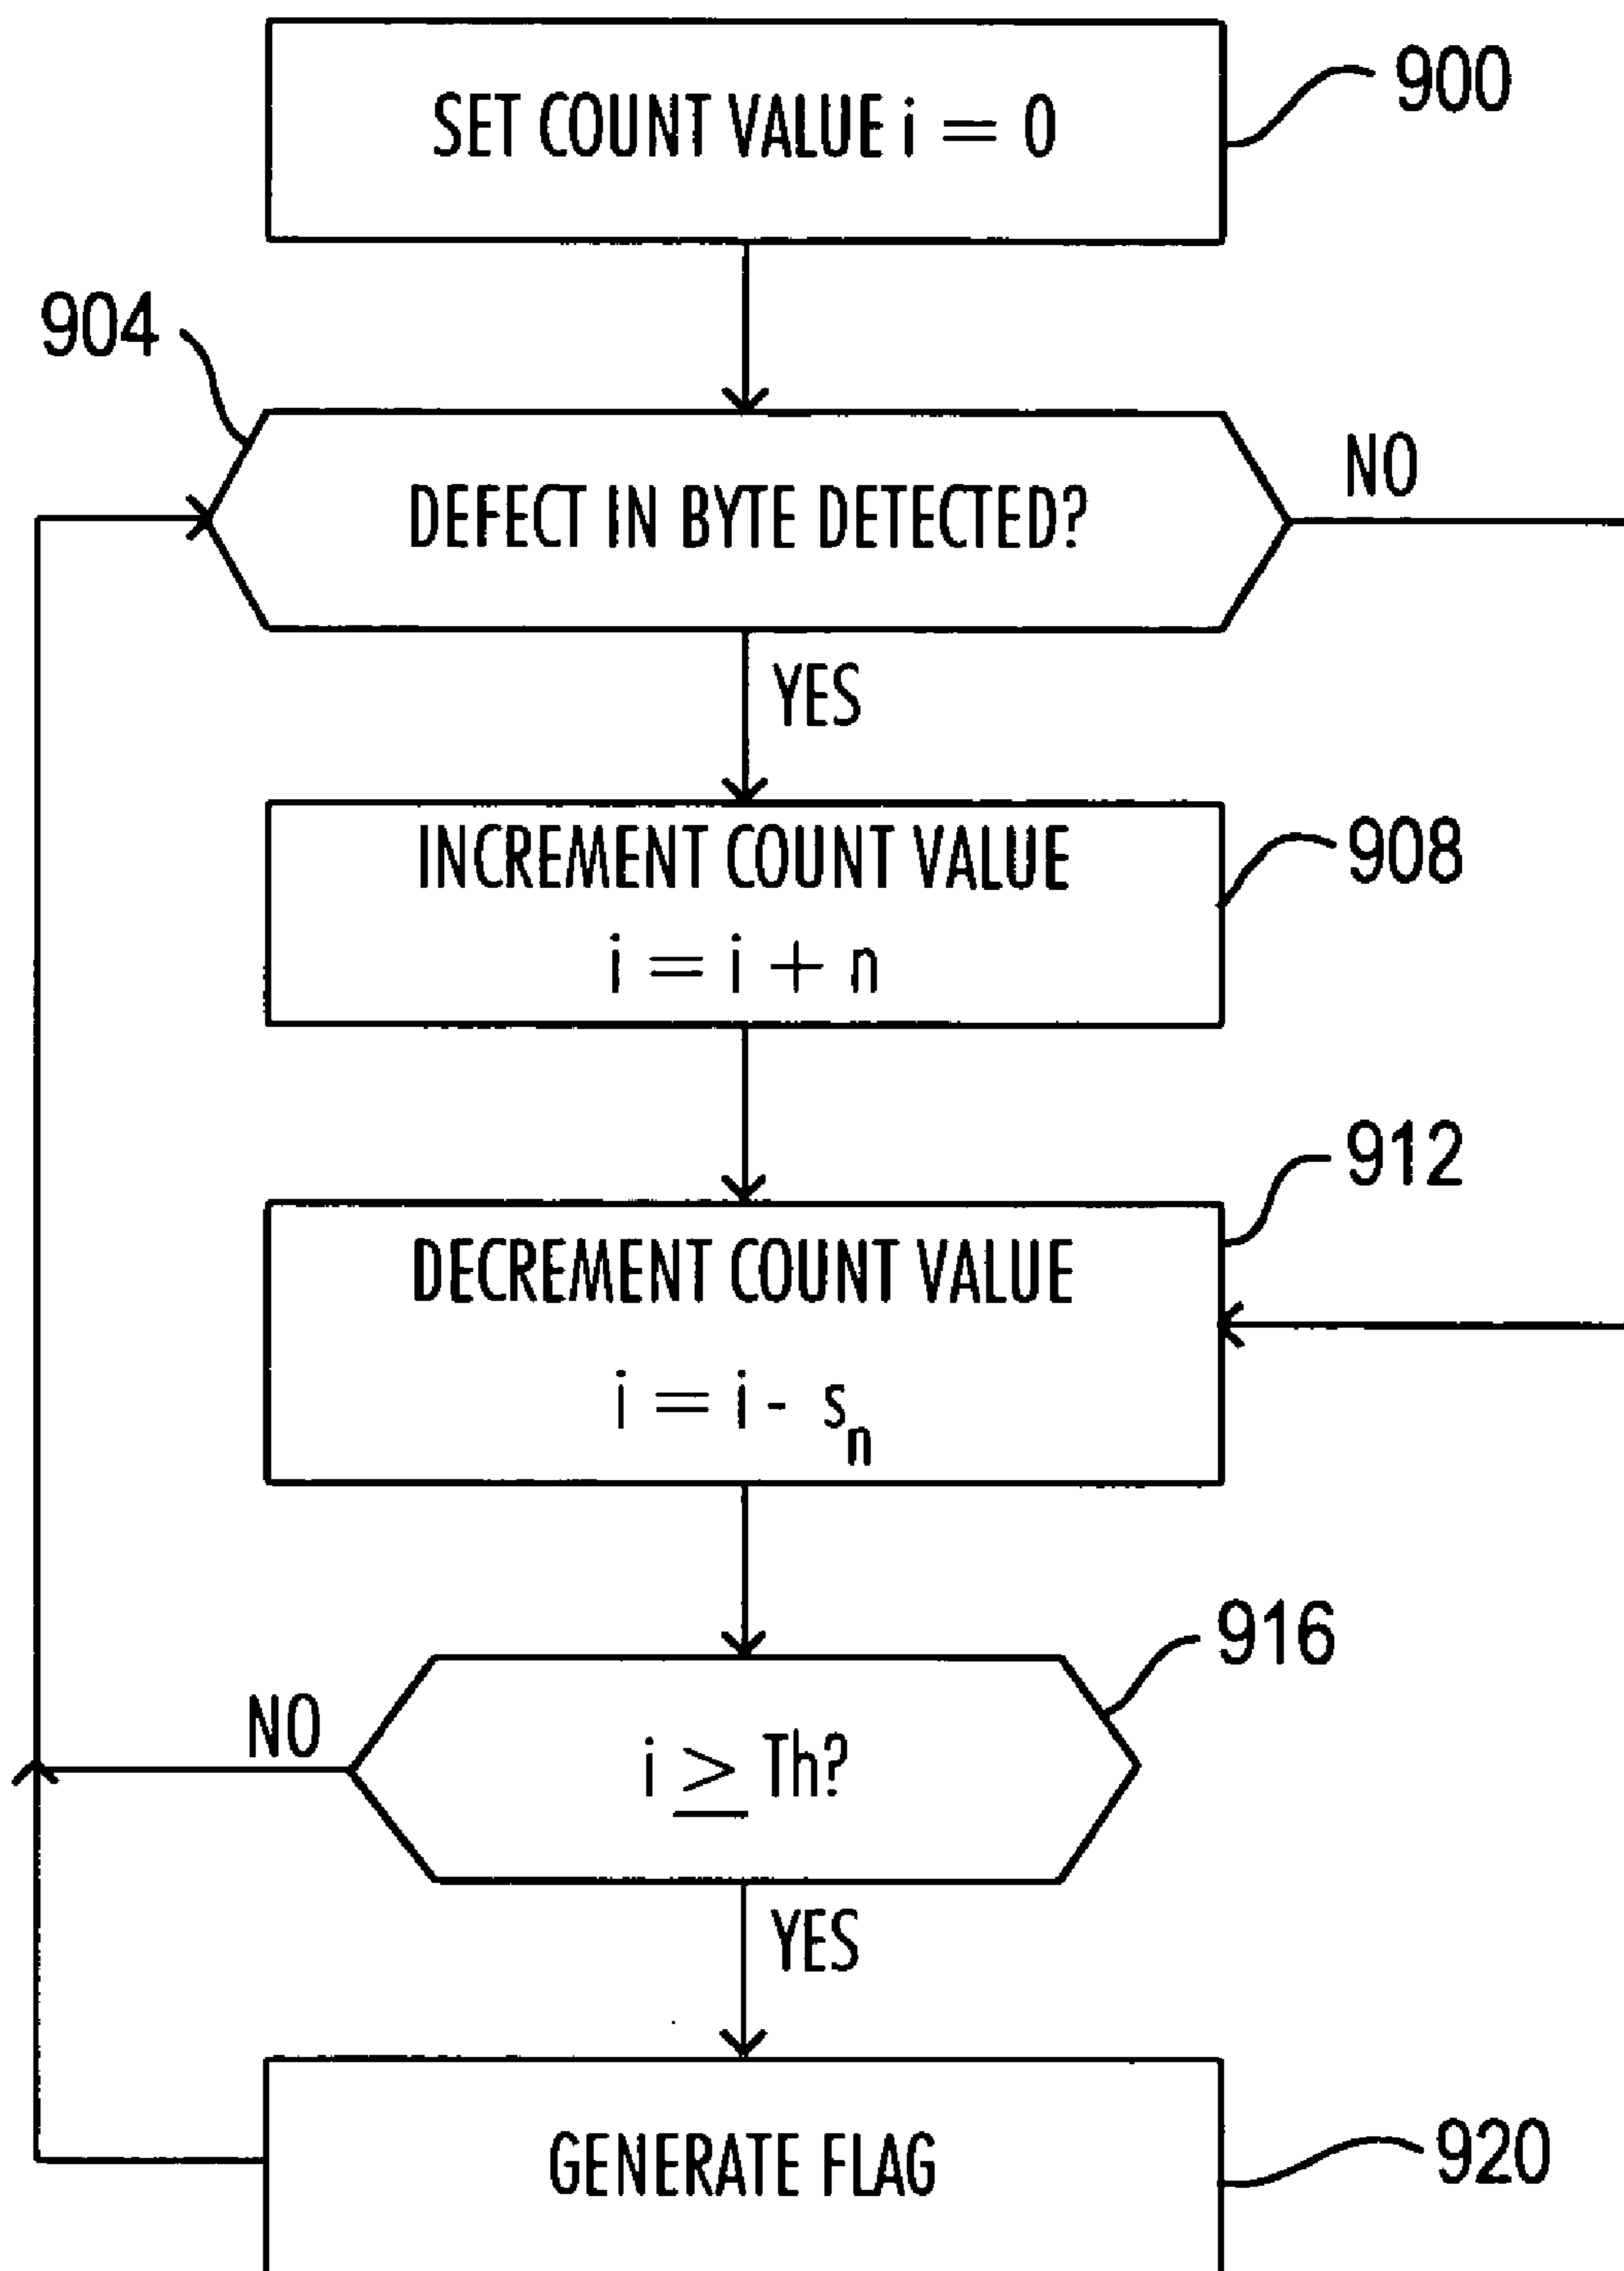 SET COUNT VALUE i = 0
900
904
DEFECT IN BYTE DETECTED?
NO
YES
INCREMENT COUNT VALUE
i = i + n
908
912
DECREMENT COUNT VALUE
i = i - sₙ
916
NO
i ≥ Th?
YES
GENERATE FLAG
920